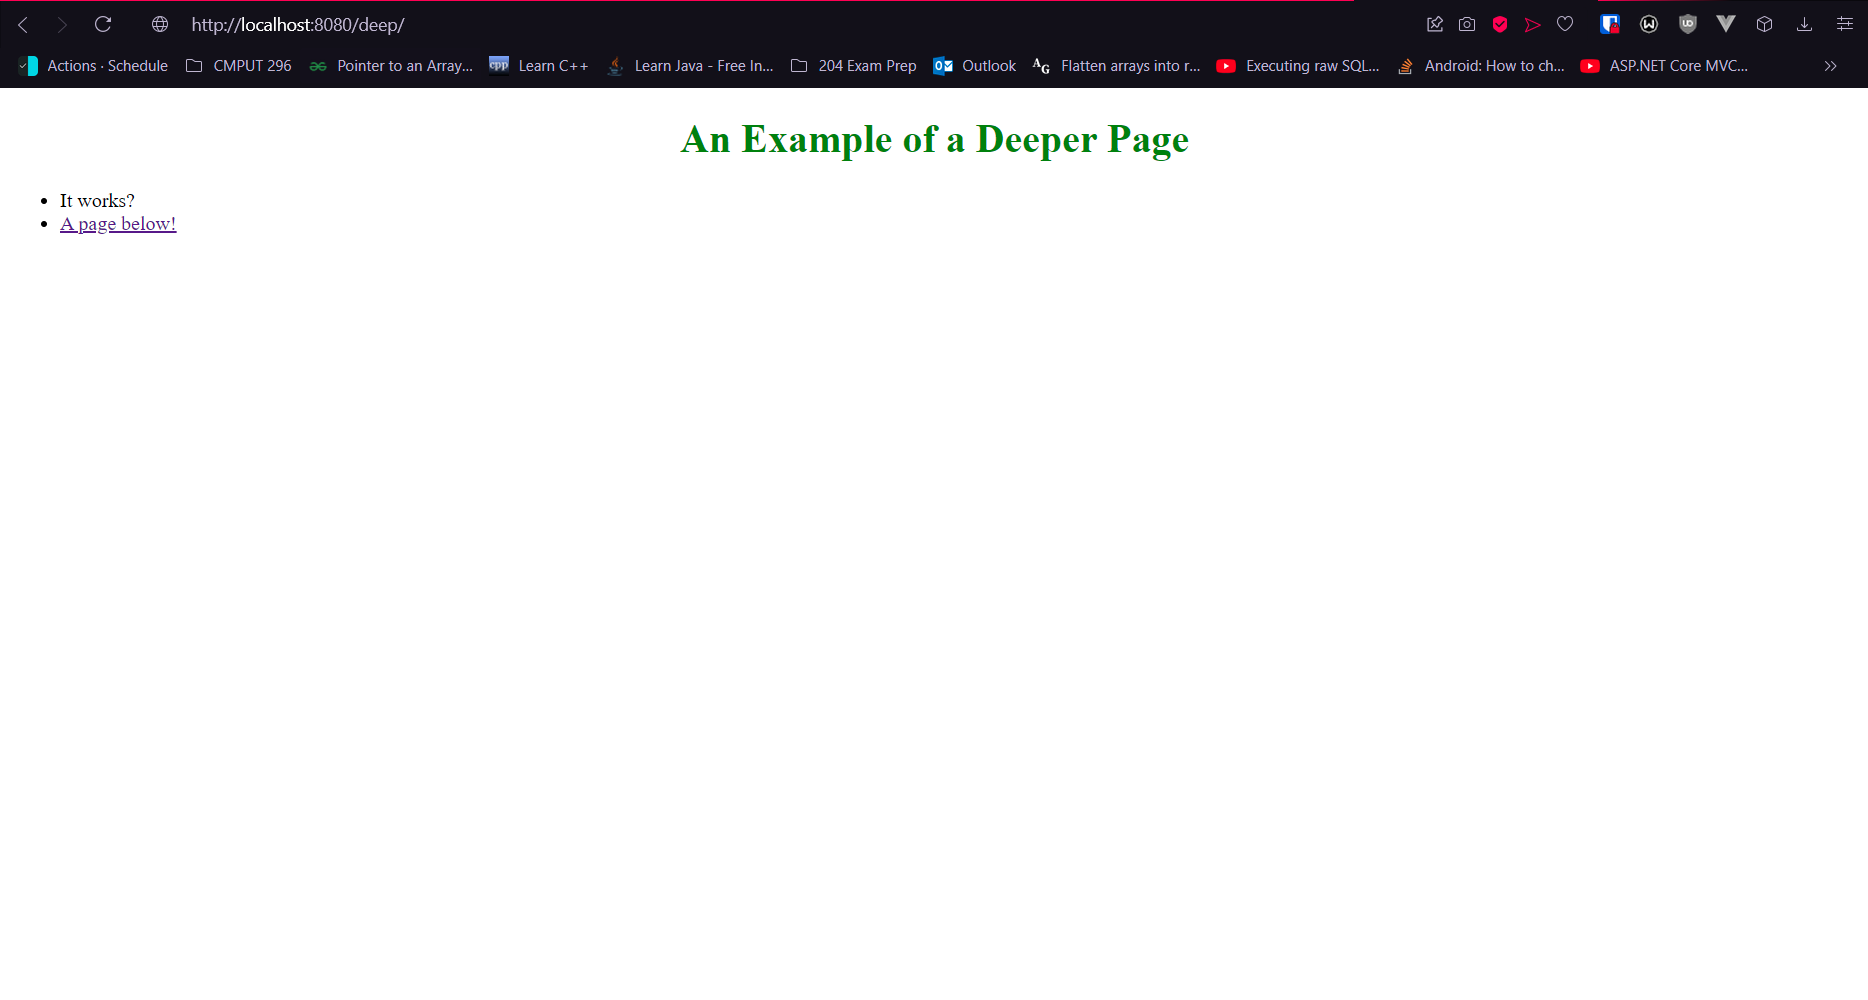 http://localhost:8080/deep/
Actions · Schedule CMPUT 296 Pointer to an Array... cpp Learn C++ Learn Java - Free In... 204 Exam Prep Outlook AG Flatten arrays into r... Executing raw SQL... Android: How to ch... ASP.NET Core MVC...
An Example of a Deeper Page
It works?
A page below!